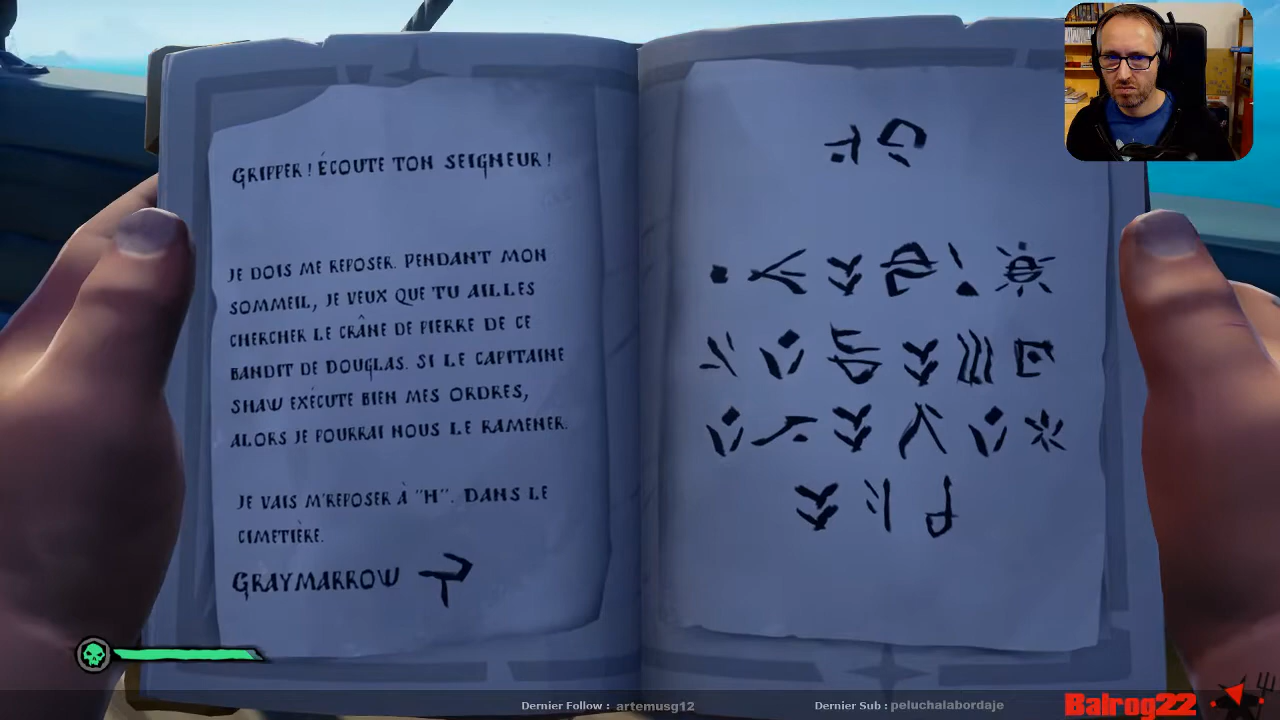 GRIPPER ! ÉCOUTE TON SEIGNEUR !
JE DOIS ME REPOSER. PENDANT MON
SOMMEIL, JE VEUX QUE TU AILLES
CHERCHER LE CRÂNE DE PIERRE DE CE
BANDIT DE DOUGLAS. SI LE CAPITAINE
SHAW EXÉCUTE BIEN MES ORDRES,
ALORS JE POURRAI NOUS LE RAMENER.
JE VAIS M'REPOSER À "H". DANS LE
CIMETIÈRE.
GRAYMARROW
Dernier Follow : artemusg12
Dernier Sub : peluchalabordaje
Balrog22